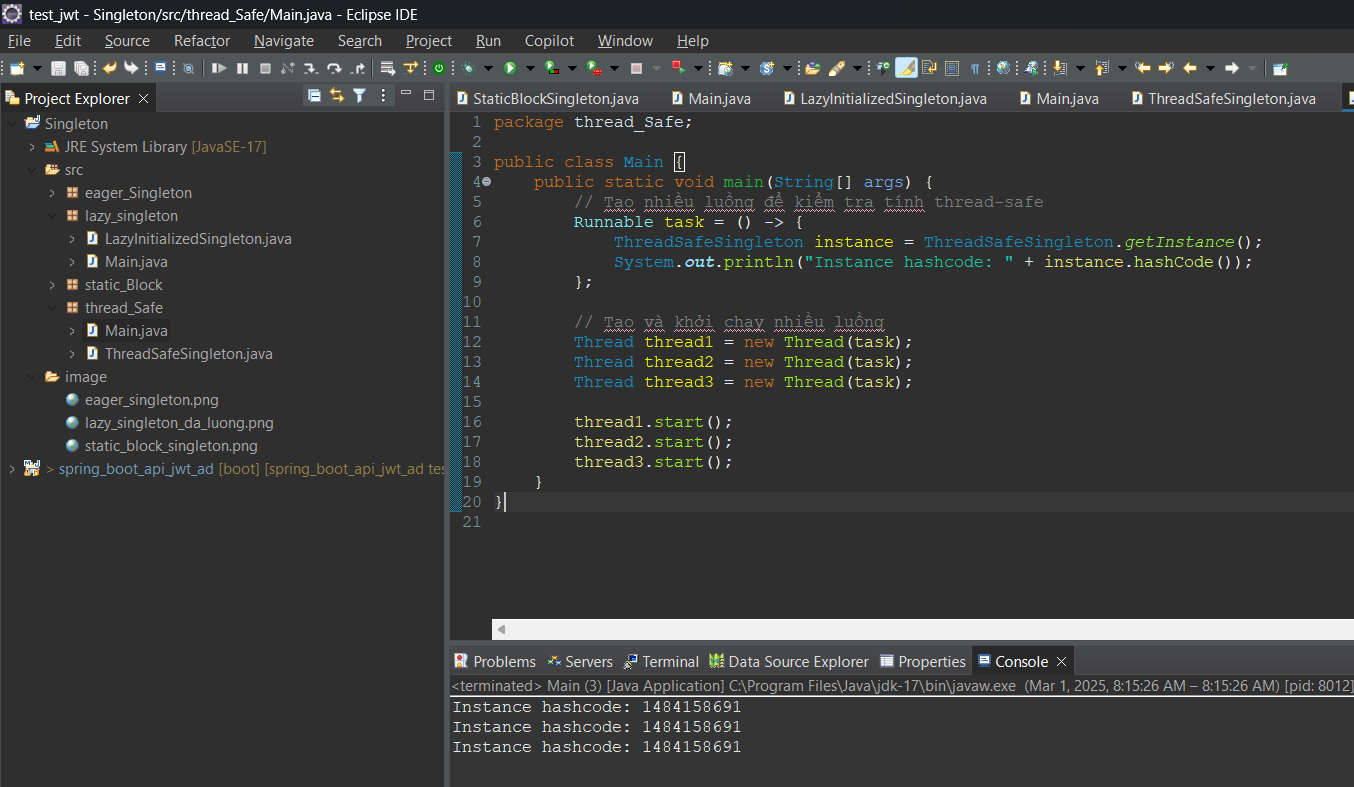 test_jwt - Singleton/src/thread_Safe/Main.java - Eclipse IDE
File Edit Source Refactor Navigate Search Project Run Copilot Window Help
Project Explorer
Singleton
JRE System Library [JavaSE-17]
src
eager_Singleton
lazy_singleton
LazyInitializedSingleton.java
Main.java
static_Block
thread_Safe
Main.java
ThreadSafeSingleton.java
image
eager_singleton.png
lazy_singleton_da_luong.png
static_block_singleton.png
> spring_boot_api_jwt_ad [boot] [spring_boot_api_jwt_ad tes
StaticBlockSingleton.java Main.java LazyInitializedSingleton.java Main.java ThreadSafeSingleton.java
1 package thread_Safe;
2
3 public class Main {
4 public static void main(String[] args) {
5 // Tạo nhiều luồng để kiểm tra tính thread-safe
6 Runnable task = () -> {
7 ThreadSafeSingleton instance = ThreadSafeSingleton.getInstance();
8 System.out.println("Instance hashcode: " + instance.hashCode());
9 };
10
11 // Tạo và khởi chạy nhiều luồng
12 Thread thread1 = new Thread(task);
13 Thread thread2 = new Thread(task);
14 Thread thread3 = new Thread(task);
15
16 thread1.start();
17 thread2.start();
18 thread3.start();
19 }
20 }
21
Problems Servers Terminal Data Source Explorer Properties Console
<terminated> Main (3) [Java Application] C:\Program Files\Java\jdk-17\bin\javaw.exe (Mar 1, 2025, 8:15:26 AM – 8:15:26 AM) [pid: 8012]
Instance hashcode: 1484158691
Instance hashcode: 1484158691
Instance hashcode: 1484158691